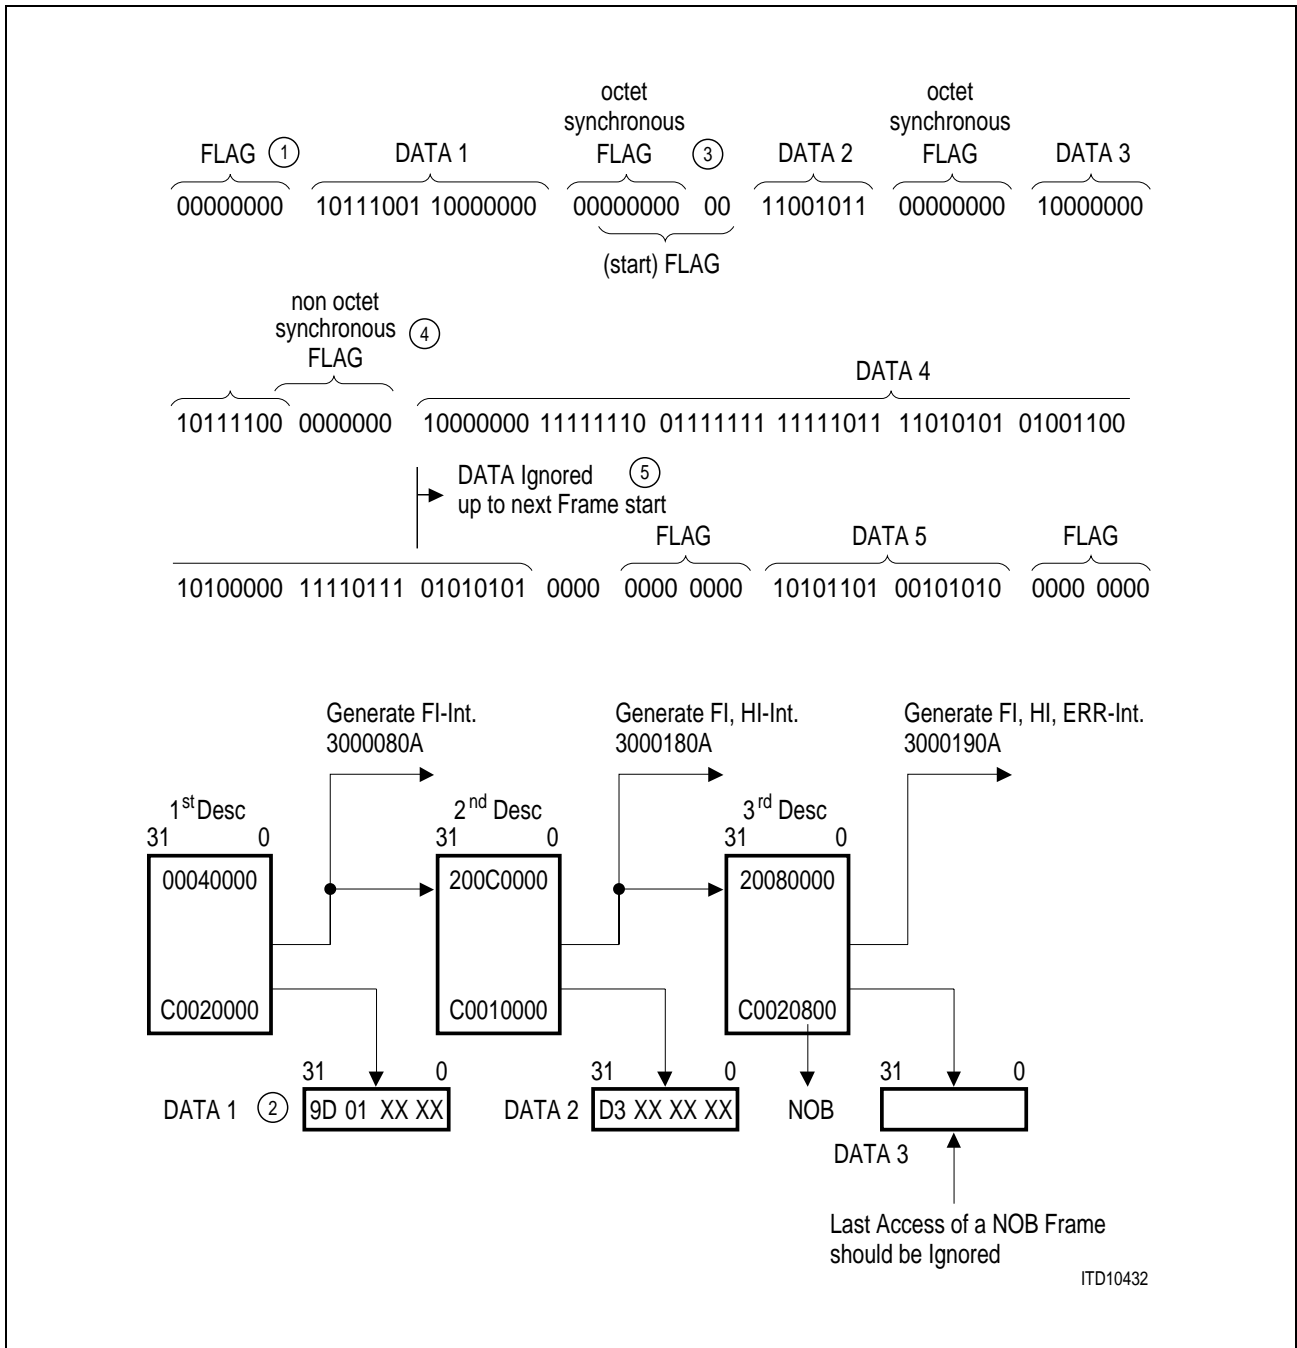 octet octet
synchronous synchronous
FLAG 1 DATA 1 FLAG 3 DATA 2 FLAG DATA 3
00000000 10111001 10000000 00000000 00 11001011 00000000 10000000
(start) FLAG
non octet
synchronous 4
FLAG
DATA 4
10111100 0000000 10000000 11111110 01111111 11111011 11010101 01001100
DATA Ignored 5
up to next Frame start
FLAG DATA 5 FLAG
10100000 11110111 01010101 0000 0000 0000 10101101 00101010 0000 0000
Generate FI-Int. Generate FI, HI-Int. Generate FI, HI, ERR-Int.
3000080A 3000180A 3000190A
1st Desc 2nd Desc 3rd Desc
31 0 31 0 31 0
00040000 200C0000 20080000
C0020000 C0010000 C0020800
31 0 31 0 31 0
DATA 1 2 9D 01 XX XX DATA 2 D3 XX XX XX NOB
DATA 3
Last Access of a NOB Frame
should be Ignored
ITD10432